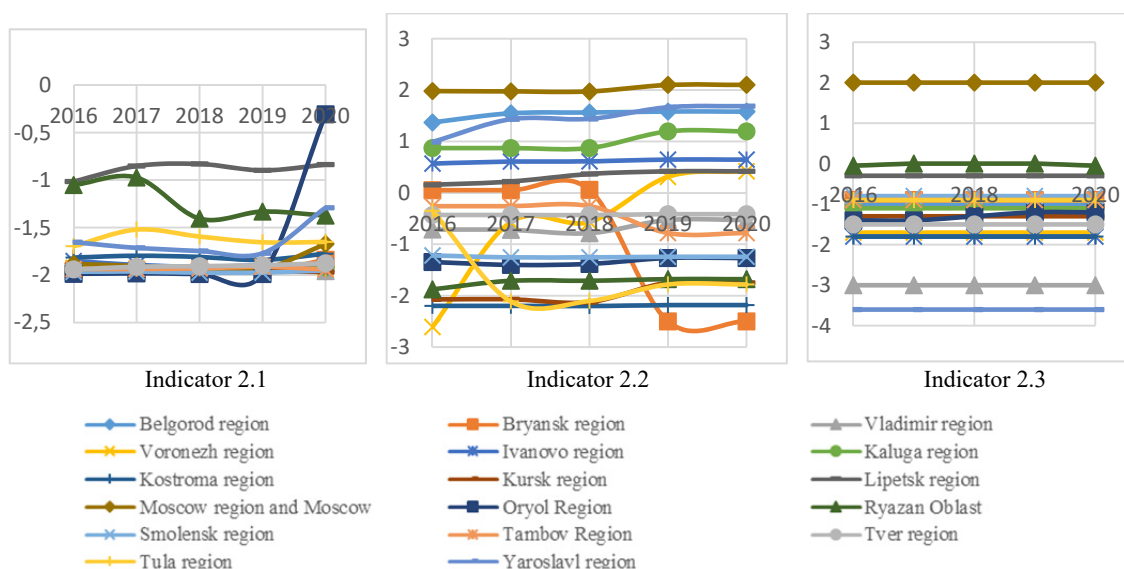 0
2016 2017 2018 2019 2020
-0,5
-1
-1,5
-2
-2,5
Indicator 2.1
3
2
1
0
2016 2017 2018 2019 2020
-1
-2
-3
Indicator 2.2
3
2
1
0
2016 2018 2020
-1
-2
-3
-4
Indicator 2.3
Belgorod region Bryansk region Vladimir region
Voronezh region Ivanovo region Kaluga region
Kostroma region Kursk region Lipetsk region
Moscow region and Moscow Oryol Region Ryazan Oblast
Smolensk region Tambov Region Tver region
Tula region Yaroslavl region